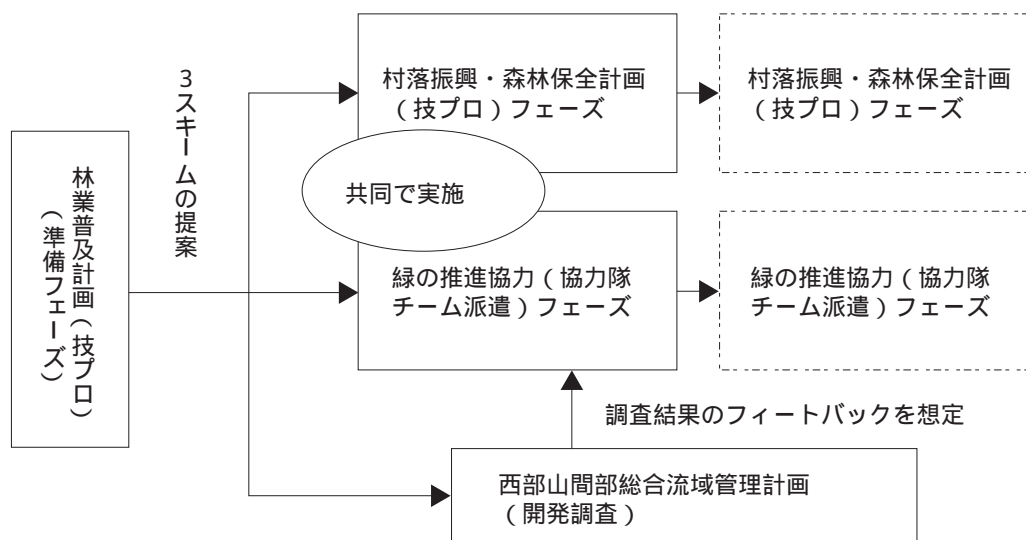 林業普及計画(技プロ)
(準備フェーズ)
3スキームの提案
村落振興・森林保全計画
(技プロ)フェーズ
村落振興・森林保全計画
(技プロ)フェーズ
共同で実施
緑の推進協力(協力隊
チーム派遣)フェーズ
緑の推進協力(協力隊
チーム派遣)フェーズ
調査結果のフィートバックを想定
西部山間部総合流域管理計画
(開発調査)